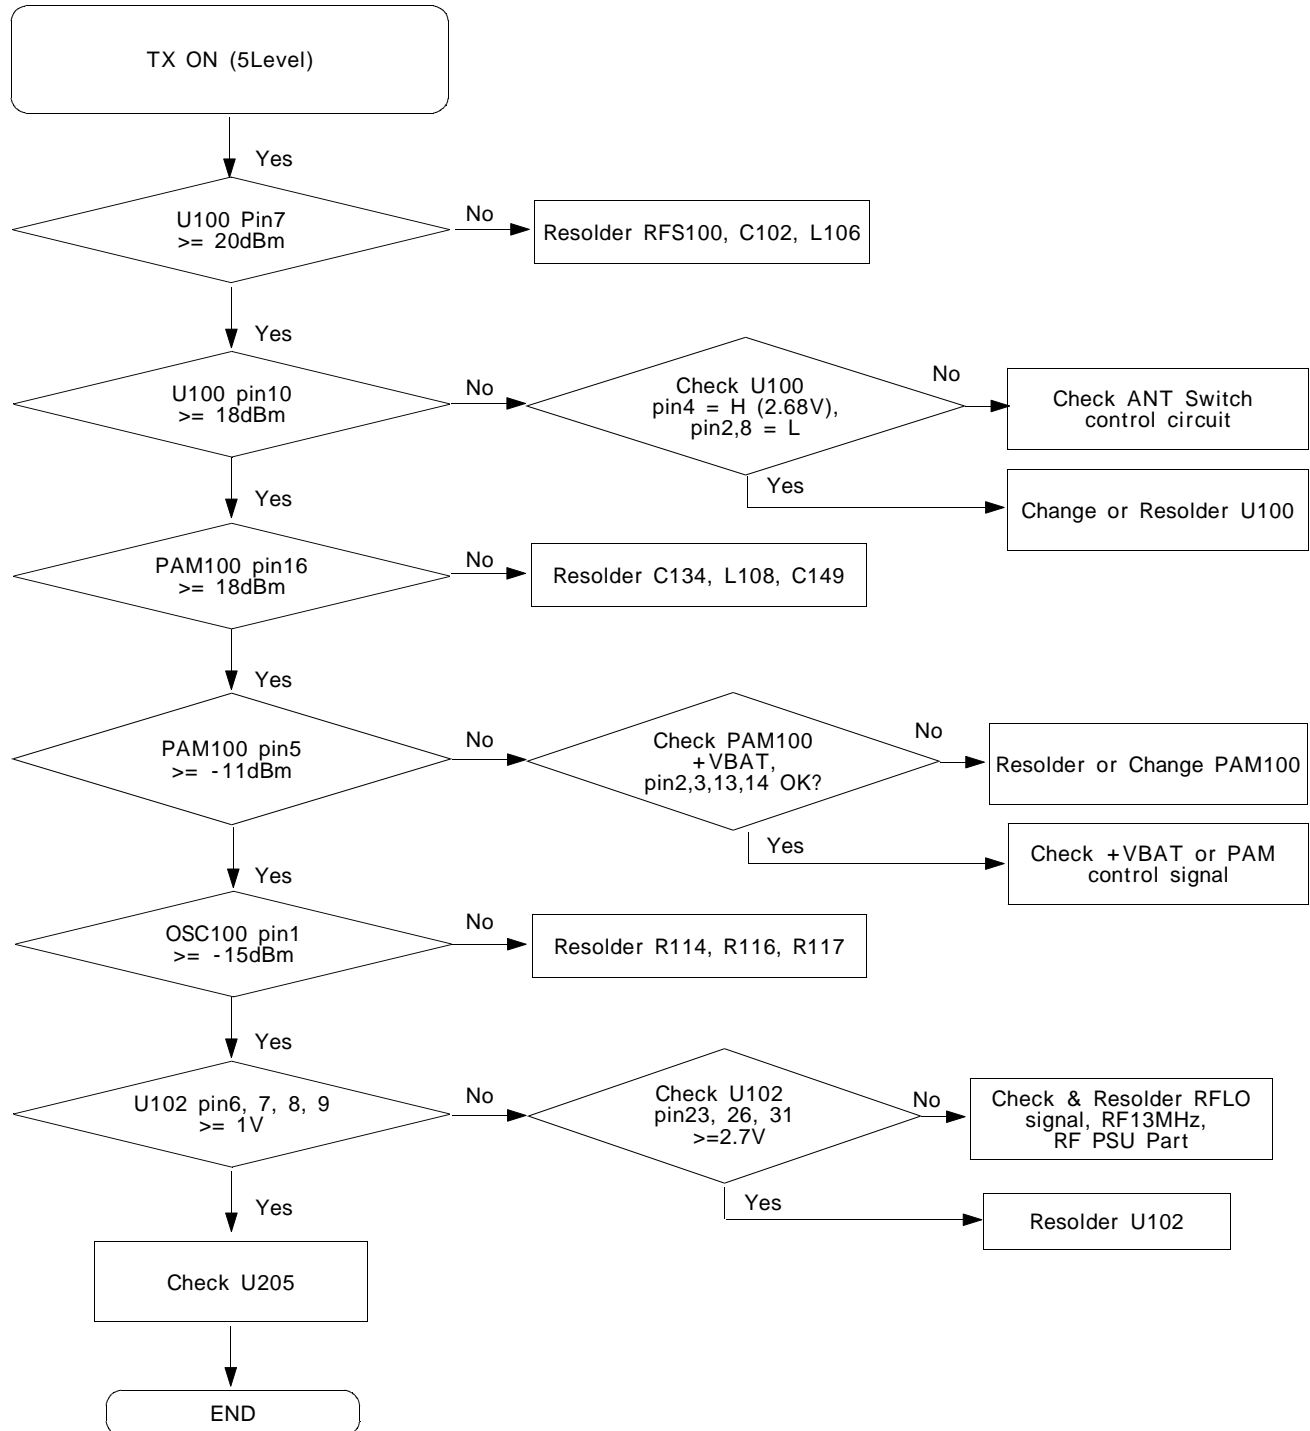 TX ON (5Level)
Yes
U100 Pin7
>= 20dBm
No
Resolder RFS100, C102, L106
Yes
U100 pin10
>= 18dBm
No
Check U100
pin4 = H (2.68V),
pin2,8 = L
No
Check ANT Switch
control circuit
Yes
Change or Resolder U100
Yes
PAM100 pin16
>= 18dBm
No
Resolder C134, L108, C149
Yes
PAM100 pin5
>= -11dBm
No
Check PAM100
+VBAT,
pin2,3,13,14 OK?
No
Resolder or Change PAM100
Yes
Check +VBAT or PAM
control signal
Yes
OSC100 pin1
>= -15dBm
No
Resolder R114, R116, R117
Yes
U102 pin6, 7, 8, 9
>= 1V
No
Check U102
pin23, 26, 31
>=2.7V
No
Check & Resolder RFLO
signal, RF13MHz,
RF PSU Part
Yes
Resolder U102
Yes
Check U205
END